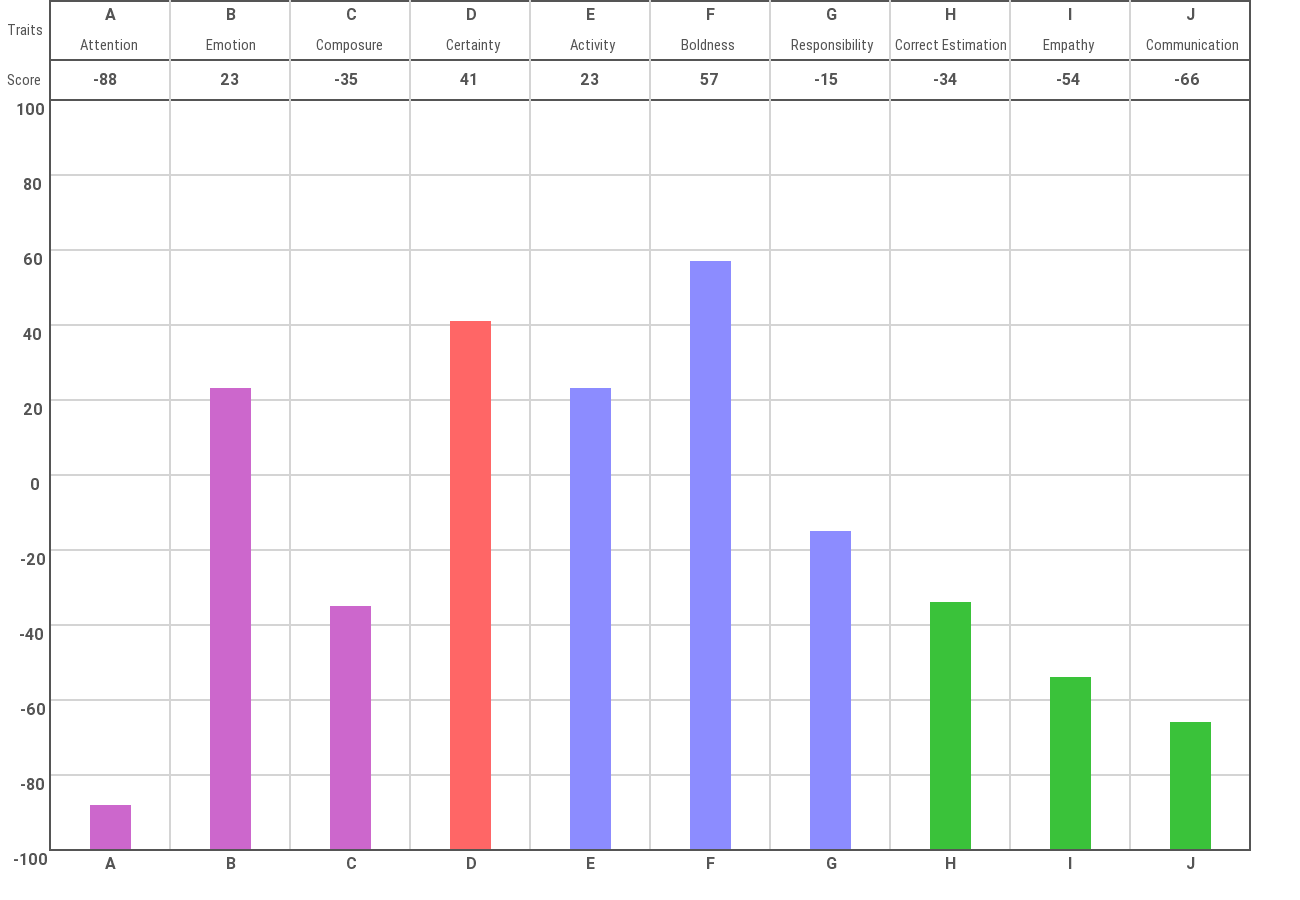 A B C D E F G H I J
Traits
Attention Emotion Composure Certainty Activity Boldness Responsibility Correct Estimation Empathy Communication
Score -88 23 -35 41 23 57 -15 -34 -54 -66
100
80
60
40
20
0
-20
-40
-60
-80
-100
A B C D E F G H I J